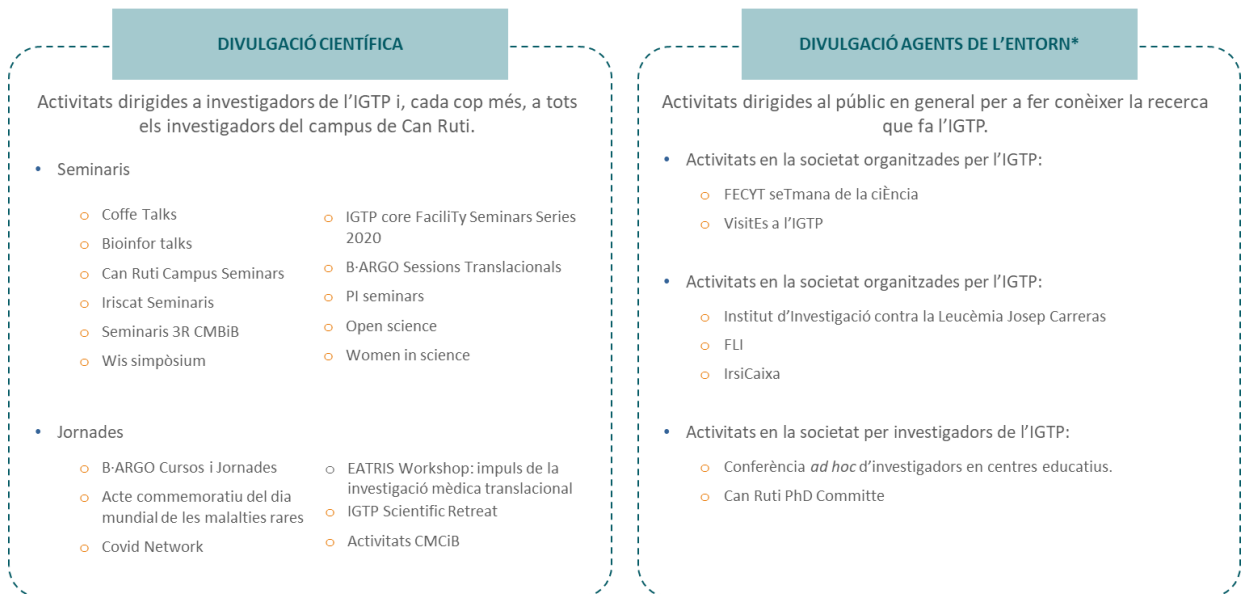 DIVULGACIÓ CIENTÍFICA
Activitats dirigides a investigadors de l'IGTP i, cada cop més, a tots
els investigadors del campus de Can Ruti.
• Seminaris
o Coffe Talks
o Bioinfor talks
o Can Ruti Campus Seminars
o Iriscat Seminaris
o Seminaris 3R CMBiB
o Wis simpòsium
o IGTP core FaciliTy Seminars Series
2020
o B·ARGO Sessions Translacionals
o PI seminars
o Open science
o Women in science
• Jornades
o B·ARGO Cursos i Jornades
o Acte commemoratiu del dia
mundial de les malalties rares
o Covid Network
o EATRIS Workshop: impuls de la
investigació mèdica translacional
o IGTP Scientific Retreat
o Activitats CMCiB
DIVULGACIÓ AGENTS DE L'ENTORN*
Activitats dirigides al públic en general per a fer conèixer la recerca
que fa l'IGTP.
• Activitats en la societat organitzades per l'IGTP:
o FECYT seTmana de la ciÈncia
o VisitEs a l'IGTP
• Activitats en la societat organitzades per l'IGTP:
o Institut d'Investigació contra la Leucèmia Josep Carreras
o FLI
o IrsiCaixa
• Activitats en la societat per investigadors de l'IGTP:
o Conferència ad hoc d'investigadors en centres educatius.
o Can Ruti PhD Committe